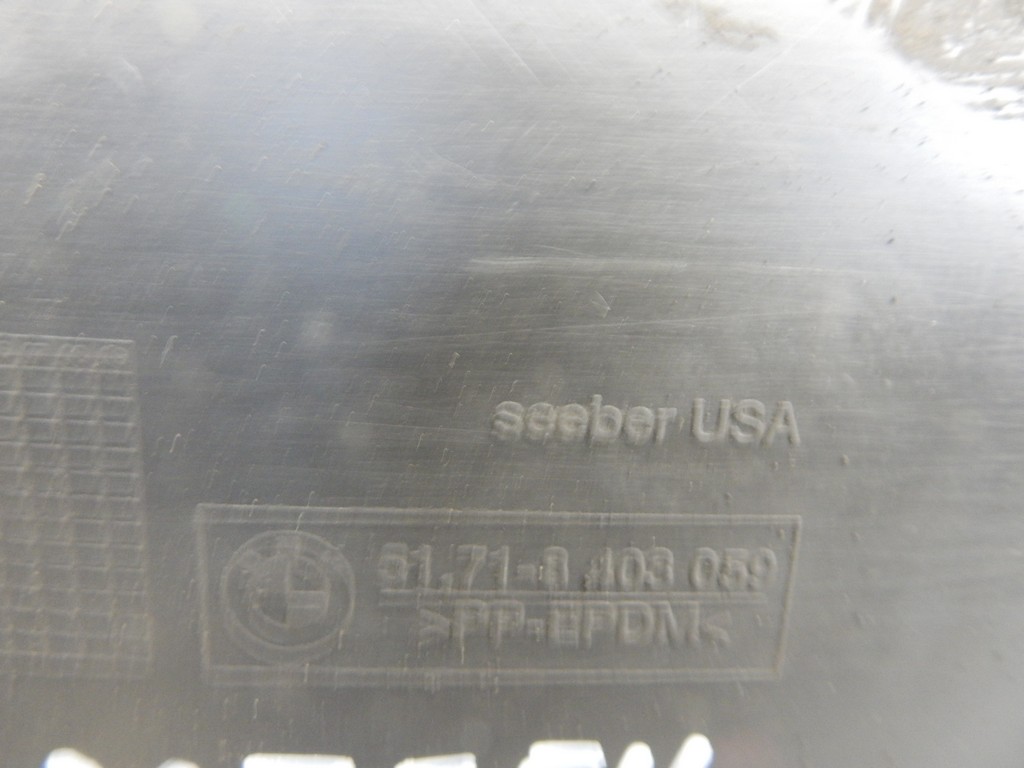 seeber USA
51.71-8 403 059
>PP-EPDM<